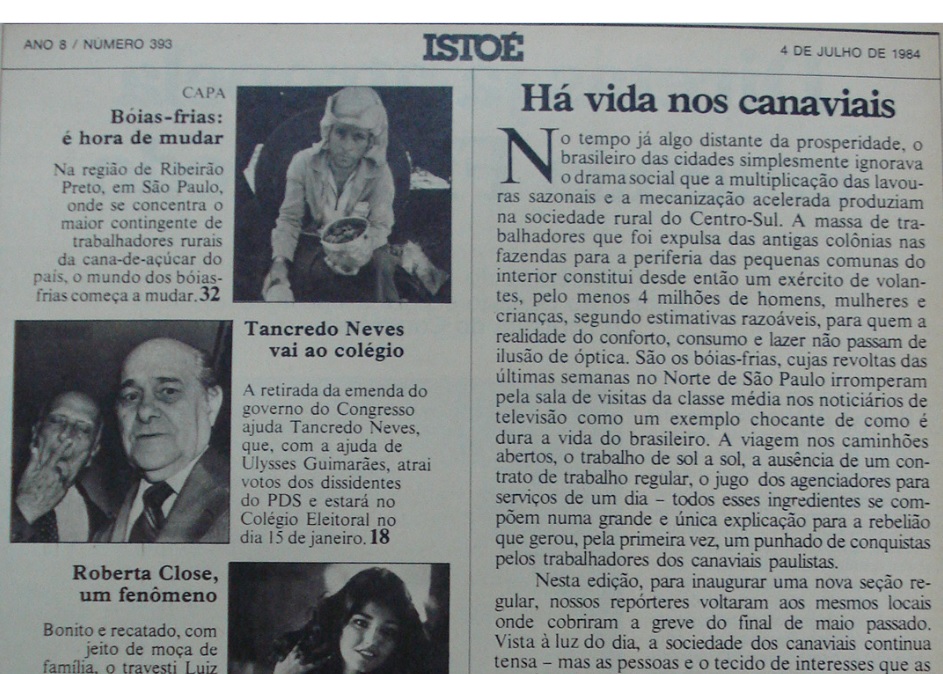 ANO 8 / NÚMERO 393
ISTOÉ
4 DE JULHO DE 1984
CAPA
Bóias-frias:
é hora de mudar
Na região de Ribeirão
Preto, em São Paulo,
onde se concentra o
maior contingente de
trabalhadores rurais
da cana-de-açúcar do
país, o mundo dos bóias-
frias começa a mudar. 32
Tancredo Neves
vai ao colégio
A retirada da emenda do
governo do Congresso
ajuda Tancredo Neves,
que, com a ajuda de
Ulysses Guimarães, atrai
votos dos dissidentes
do PDS e estará no
Colégio Eleitoral no
dia 15 de janeiro. 18
Roberta Close,
um fenômeno
Bonito e recatado, com
jeito de moça de
família, o travesti Luiz
Há vida nos canaviais
No tempo já algo distante da prosperidade, o
brasileiro das cidades simplesmente ignorava
o drama social que a multiplicação das lavou-
ras sazonais e a mecanização acelerada produziam
na sociedade rural do Centro-Sul. A massa de tra-
balhadores que foi expulsa das antigas colônias nas
fazendas para a periferia das pequenas comunas do
interior constitui desde então um exército de volan-
tes, pelo menos 4 milhões de homens, mulheres e
crianças, segundo estimativas razoáveis, para quem a
realidade do conforto, consumo e lazer não passam de
ilusão de óptica. São os bóias-frias, cujas revoltas das
últimas semanas no Norte de São Paulo irromperam
pela sala de visitas da classe média nos noticiários de
televisão como um exemplo chocante de como é
dura a vida do brasileiro. A viagem nos caminhões
abertos, o trabalho de sol a sol, a ausência de um con-
trato de trabalho regular, o jugo dos agenciadores para
serviços de um dia – todos esses ingredientes se com-
põem numa grande e única explicação para a rebelião
que gerou, pela primeira vez, um punhado de conquistas
pelos trabalhadores dos canaviais paulistas.
Nesta edição, para inaugurar uma nova seção re-
gular, nossos repórteres voltaram aos mesmos locais
onde cobriram a greve do final de maio passado.
Vista à luz do dia, a sociedade dos canaviais continua
tensa – mas as pessoas e o tecido de interesses que as